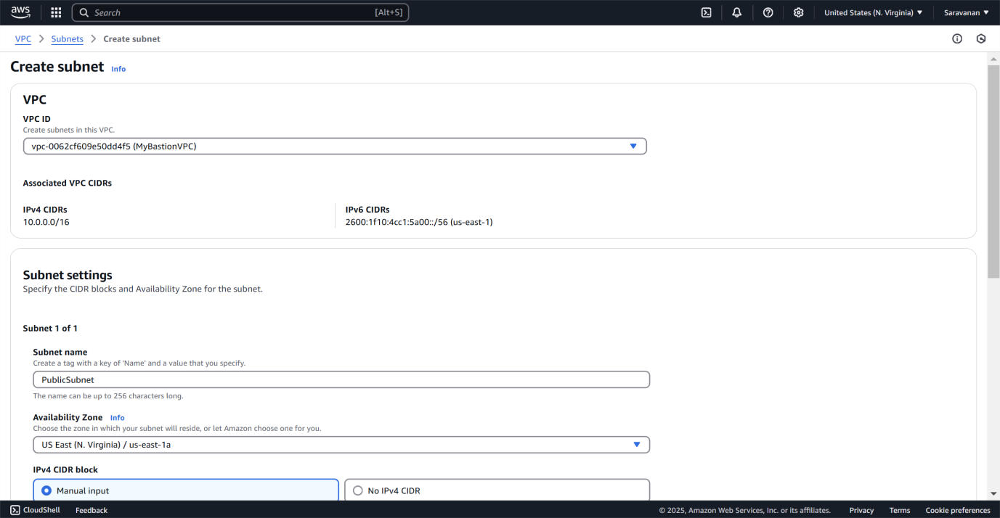 aws
Search [Alt+S]
United States (N. Virginia)
Saravanan
VPC
Subnets
Create subnet
Create subnet Info
VPC
VPC ID
Create subnets in this VPC.
vpc-0062cf609e50dd4f5 (MyBastionVPC)
Associated VPC CIDRs
IPv4 CIDRs
10.0.0.0/16
IPv6 CIDRs
2600:1f10:4cc1:5a00::/56 (us-east-1)
Subnet settings
Specify the CIDR blocks and Availability Zone for the subnet.
Subnet 1 of 1
Subnet name
Create a tag with a key of 'Name' and a value that you specify.
PublicSubnet
The name can be up to 256 characters long.
Availability Zone Info
Choose the zone in which your subnet will reside, or let Amazon choose one for you.
US East (N. Virginia) / us-east-1a
IPv4 CIDR block
Manual input
No IPv4 CIDR
CloudShell
Feedback
© 2025, Amazon Web Services, Inc. or its affiliates.
Privacy
Terms
Cookie preferences